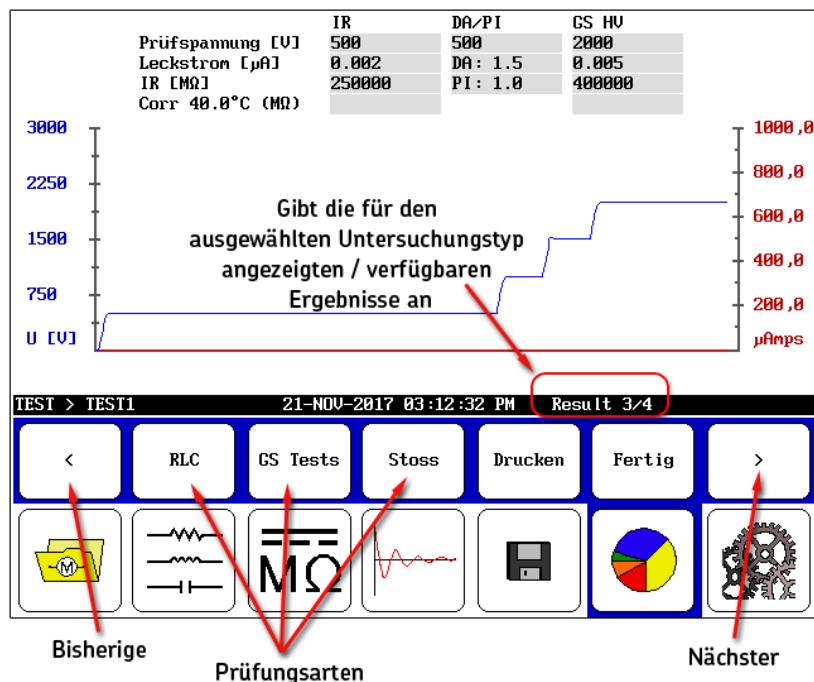 IR DA/PI GS HV
Prüfspannung [V] 500 500 2000
Leckstrom [µA] 0.002 DA: 1.5 0.005
IR [MΩ] 250000 PI: 1.0 400000
Corr 40.0°C (MΩ)
3000 1000,0
800,0
2250
Gibt die für den
600,0
1500 ausgewählten Untersuchungstyp
angezeigten / verfügbaren
400,0
750 Ergebnisse an
200,0
U [V] µAmps
TEST > TEST1 21-NOV-2017 03:12:32 PM Result 3/4
< RLC GS Tests Stoss Drucken Fertig >
M
MΩ
Bisherige
Prüfungsarten
Nächster